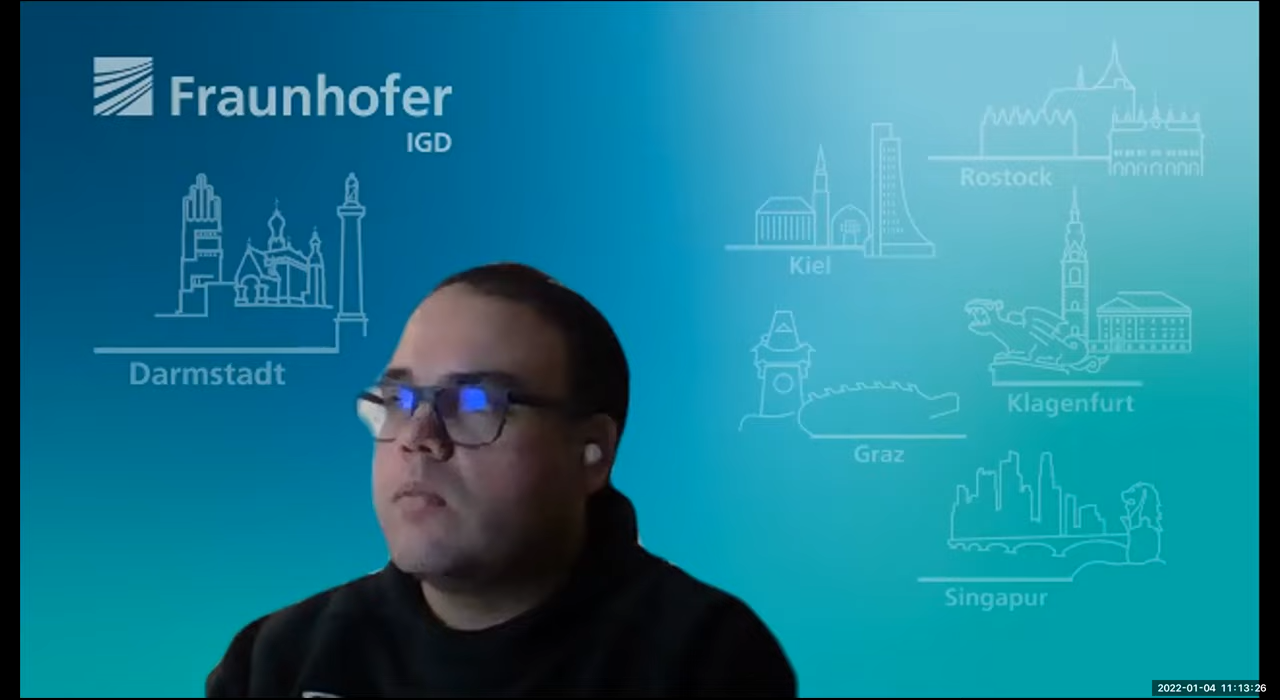 Fraunhofer
IGD
Darmstadt
Rostock
Kiel
Klagenfurt
Graz
Singapur
2022-01-04 11:13:26